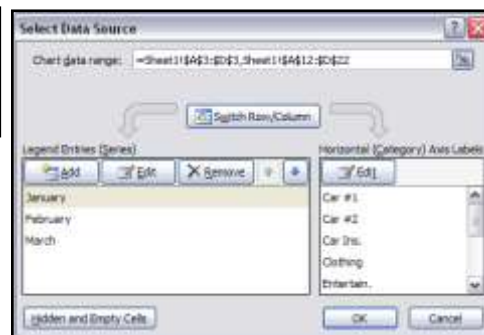 Select Data Source
Chart data range: =Sheet1!$A$3:$D$3,Sheet1!$A$12:$D$22
Switch Row/Column
Legend Entries (Series)
Add Edit Remove
January
February
March
Horizontal (Category) Axis Labels
Edit
Car #1
Car #2
Car Ins.
Clothing
Entertain.
Hidden and Empty Cells
OK Cancel